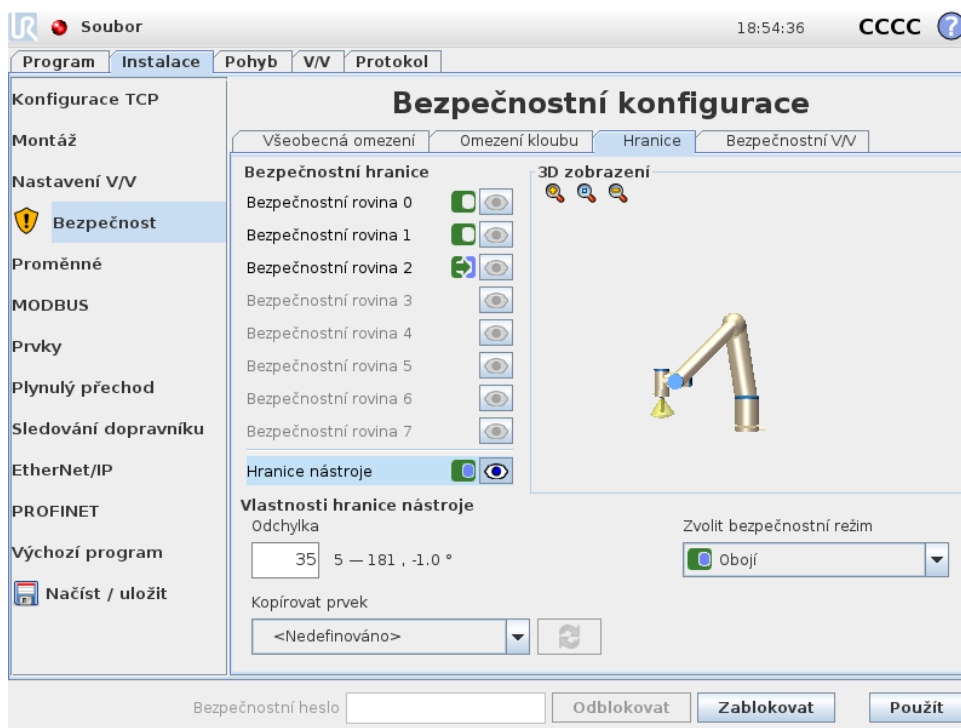 UR Soubor 18:54:36 CCCC ?
Program Instalace Pohyb V/V Protokol
Konfigurace TCP
Montáž
Nastavení V/V
Bezpečnost
Proměnné
MODBUS
Prvky
Plynulý přechod
Sledování dopravníku
EtherNet/IP
PROFINET
Výchozí program
Načíst / uložit
Bezpečnostní konfigurace
Všeobecná omezení Omezení kloubu Hranice Bezpečnostní V/V
Bezpečnostní hranice
Bezpečnostní rovina 0
Bezpečnostní rovina 1
Bezpečnostní rovina 2
Bezpečnostní rovina 3
Bezpečnostní rovina 4
Bezpečnostní rovina 5
Bezpečnostní rovina 6
Bezpečnostní rovina 7
Hranice nástroje
3D zobrazení
Vlastnosti hranice nástroje
Odchylka
35 5 — 181 , -1.0 °
Zvolit bezpečnostní režim
Obojí
Kopírovat prvek
<Nedefinováno>
Bezpečnostní heslo Odblokovat Zablokovat Použít